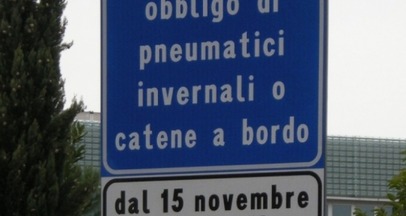 obbligo di
pneumatici
invernali o
catene a bordo
dal 15 novembre